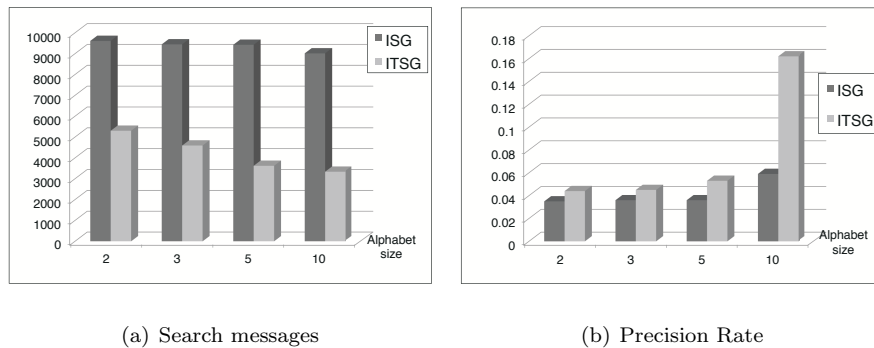 10000
9000
8000
7000
6000
5000
4000
3000
2000
1000
0
2 3 5 10
Alphabet
size
ISG
ITSG
0.18
0.16
0.14
0.12
0.1
0.08
0.06
0.04
0.02
0
2 3 5 10
Alphabet
size
ISG
ITSG
(a) Search messages
(b) Precision Rate